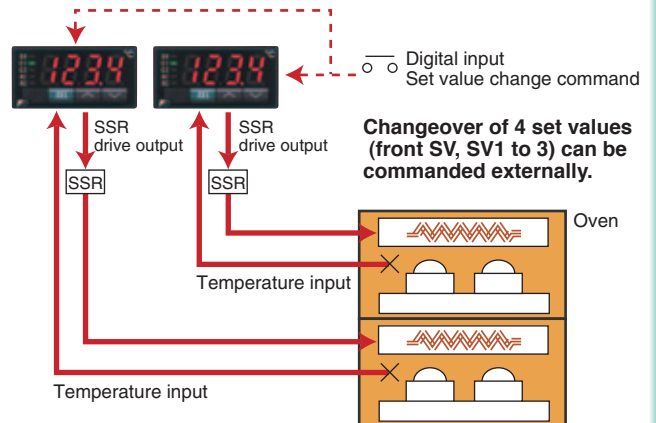 1234
1234
Digital input
Set value change command
SSR
drive output
SSR
drive output
Changeover of 4 set values
(front SV, SV1 to 3) can be
commanded externally.
SSR
SSR
Oven
Temperature input
Temperature input